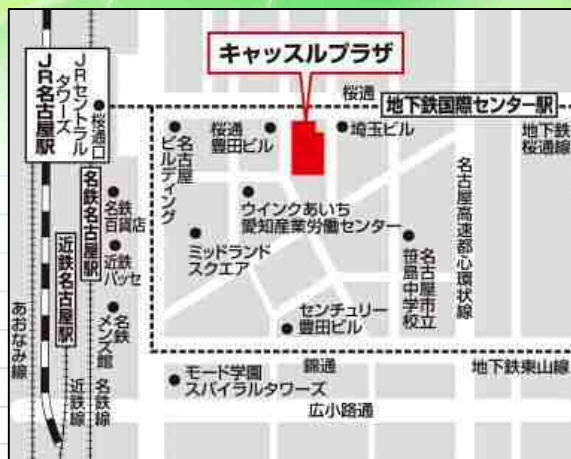 キャッスルプラザ
JRセントラル
タワーズ
JR名古屋駅
桜通口
桜通
地下鉄国際センター駅
地下鉄
桜通線
名古屋
ビルディング
桜通
豊田ビル
埼玉ビル
名鉄名古屋駅
名鉄
百貨店
ウインクあいち
愛知産業労働センター
名古屋高速都心環状線
近鉄名古屋駅
近鉄
パッセ
ミッドランド
スクエア
名古屋市立
笹島中学校
あおなみ線
名鉄
メンズ館
センチュリー
豊田ビル
錦通
地下鉄東山線
近鉄線
名鉄線
モード学園
スパイラルタワーズ
広小路通